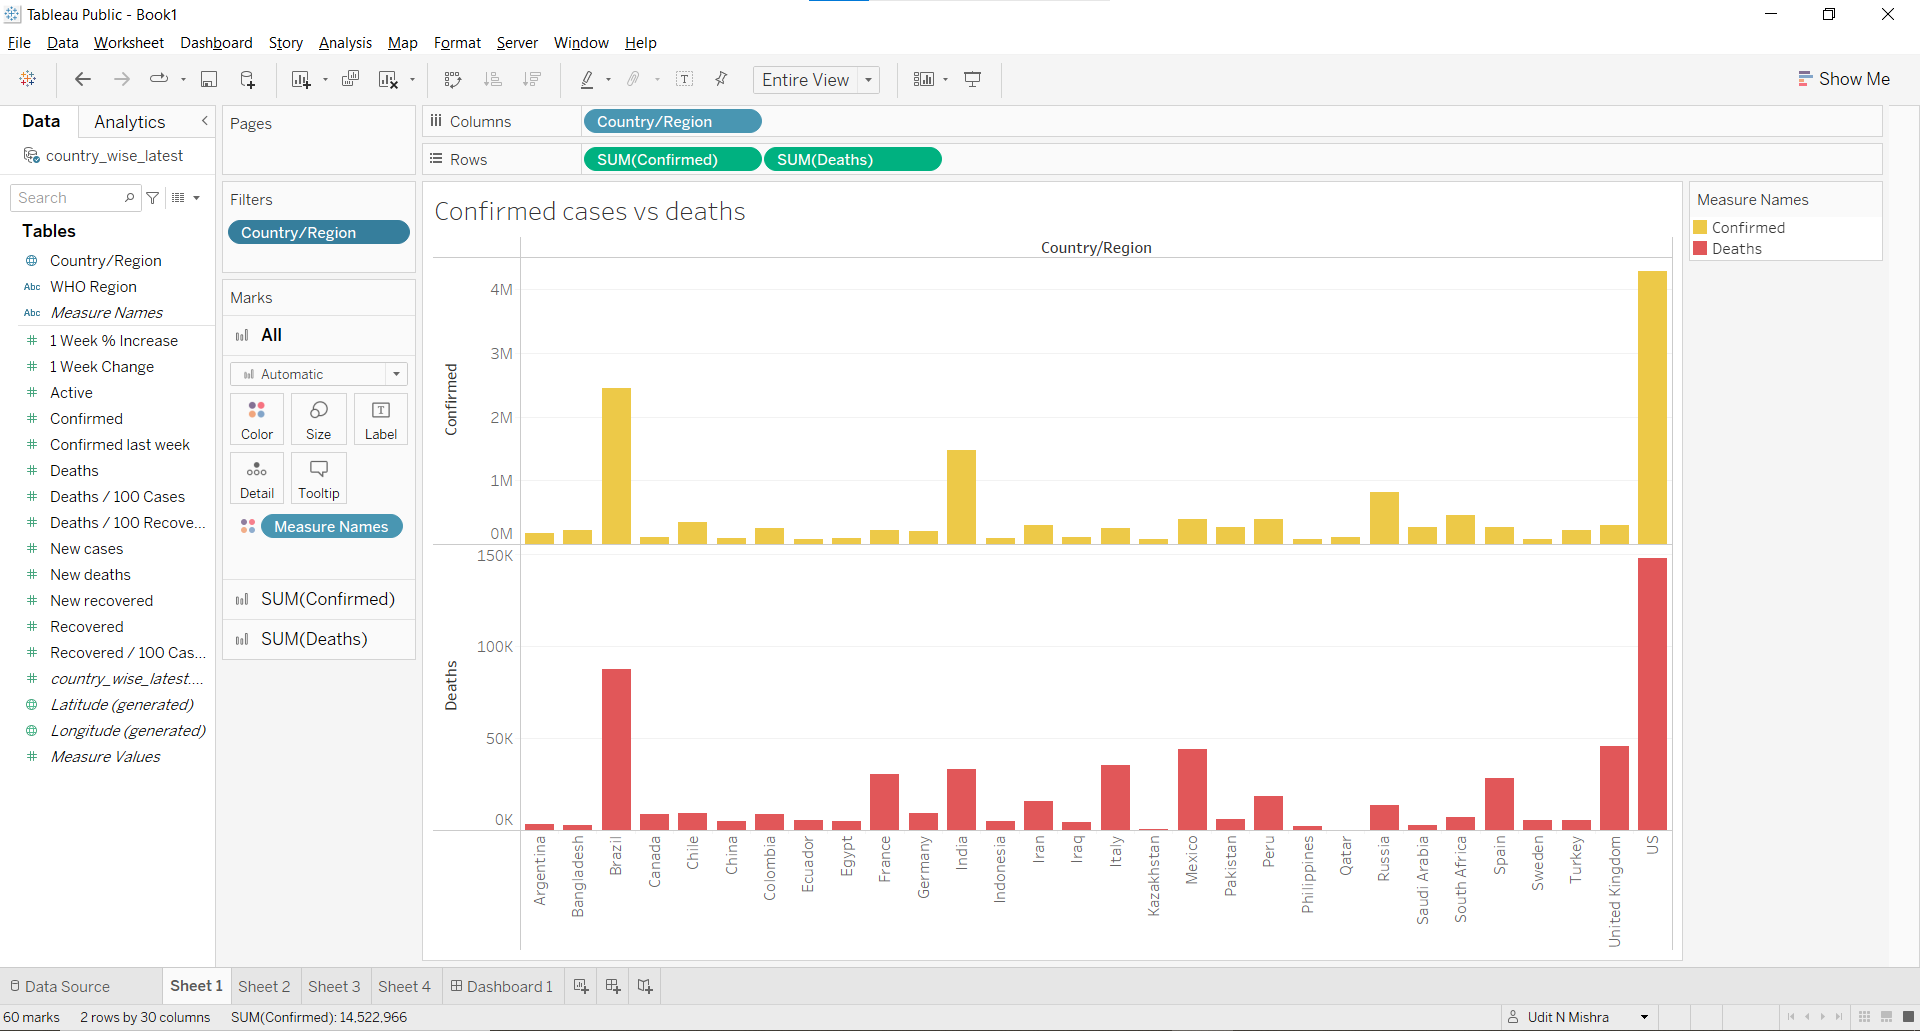 Tableau Public - Book1
File Data Worksheet Dashboard Story Analysis Map Format Server Window Help
Entire View
Show Me
Data Analytics
country_wise_latest
Search
Tables
Country/Region
WHO Region
Measure Names
1 Week % Increase
1 Week Change
Active
Confirmed
Confirmed last week
Deaths
Deaths / 100 Cases
Deaths / 100 Recove...
New cases
New deaths
New recovered
Recovered
Recovered / 100 Cas...
country_wise_latest....
Latitude (generated)
Longitude (generated)
Measure Values
Pages
Filters
Country/Region
Marks
All
Automatic
Color Size Label
Detail Tooltip
Measure Names
SUM(Confirmed)
SUM(Deaths)
Columns Country/Region
Rows SUM(Confirmed) SUM(Deaths)
Confirmed cases vs deaths
Country/Region
Confirmed
4M
3M
2M
1M
0M
Deaths
150K
100K
50K
0K
Argentina
Bangladesh
Brazil
Canada
Chile
China
Colombia
Ecuador
Egypt
France
Germany
India
Indonesia
Iran
Iraq
Italy
Kazakhstan
Mexico
Pakistan
Peru
Philippines
Qatar
Russia
Saudi Arabia
South Africa
Spain
Sweden
Turkey
United Kingdom
US
Measure Names
Confirmed
Deaths
Data Source Sheet 1 Sheet 2 Sheet 3 Sheet 4 Dashboard 1
60 marks 2 rows by 30 columns SUM(Confirmed): 14,522,966 Udit N Mishra